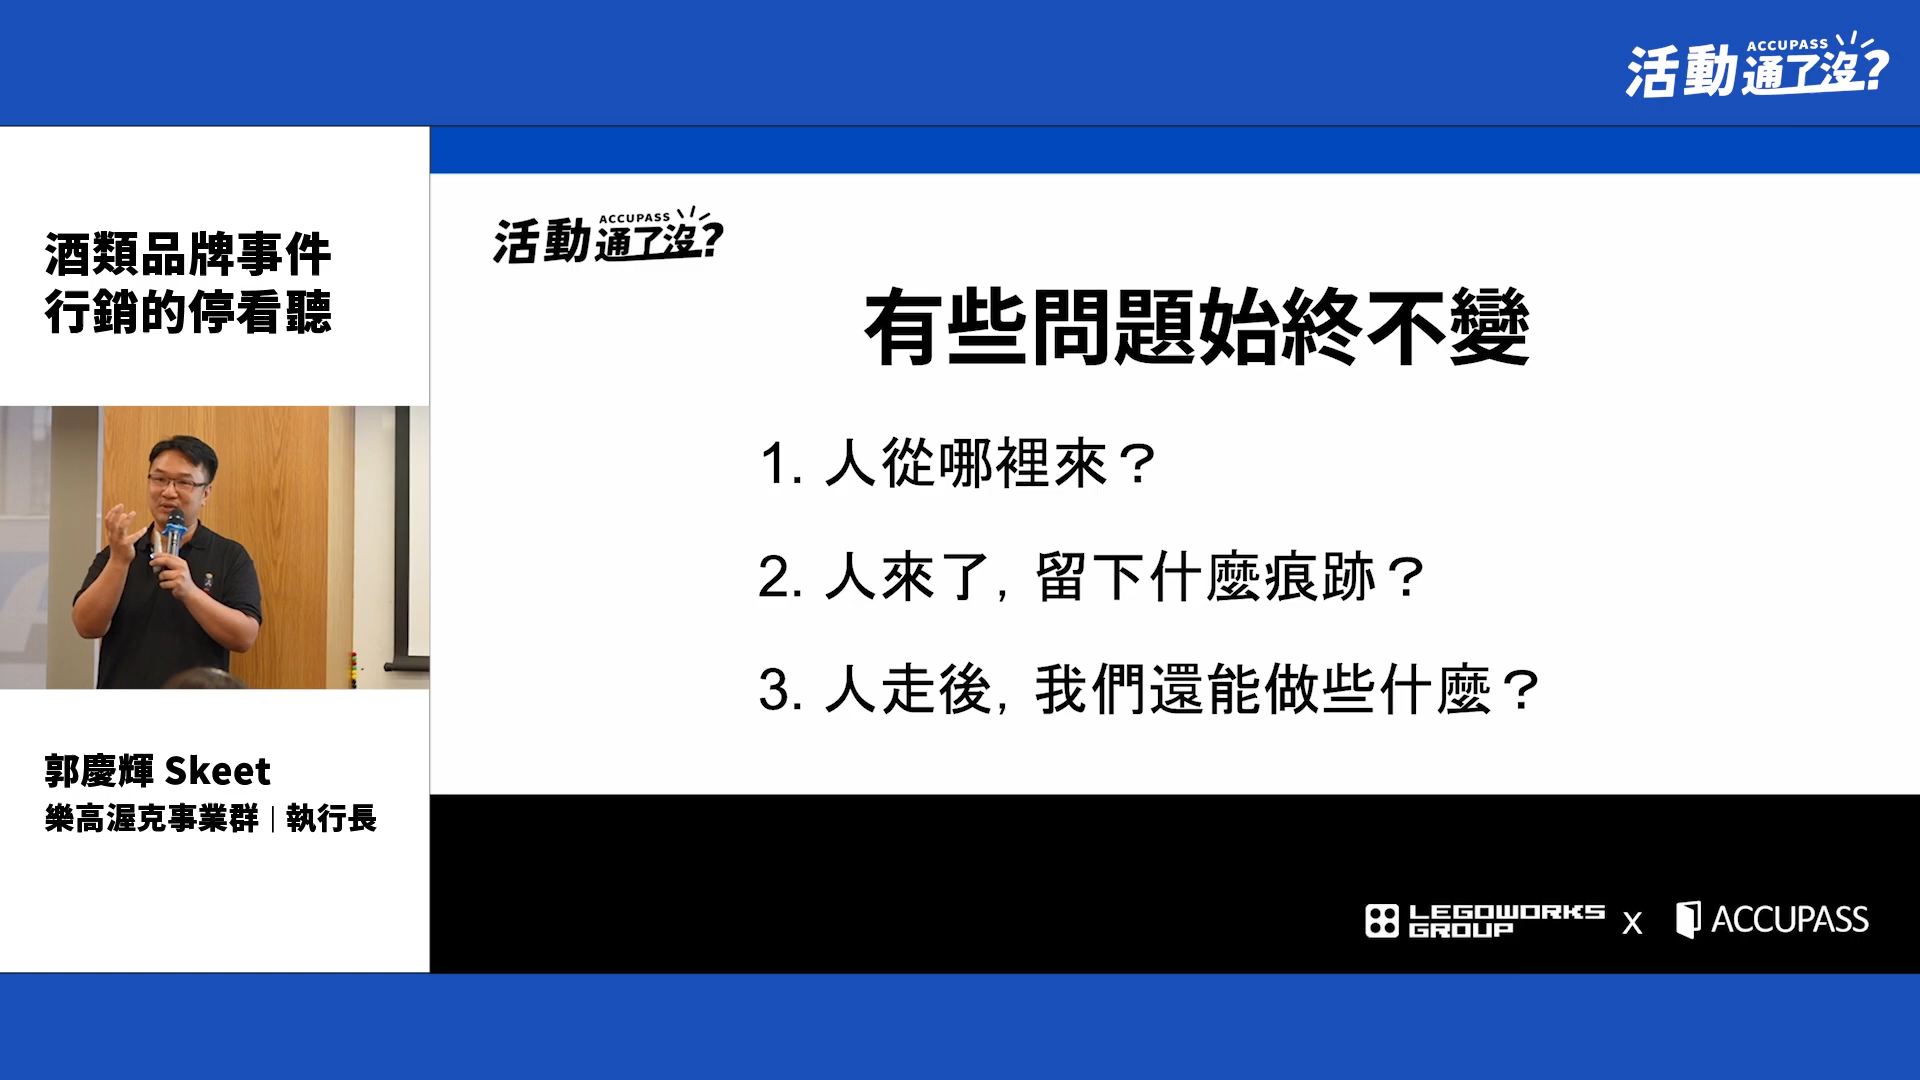 活動通了沒?
ACCUPASS
酒類品牌事件
行銷的停看聽
郭慶輝 Skeet
樂高渥克事業群 | 執行長
活動通了沒?
ACCUPASS
有些問題始終不變
1. 人從哪裡來？
2. 人來了, 留下什麼痕跡？
3. 人走後, 我們還能做些什麼？
LEGOWORKS
GROUP
X
ACCUPASS